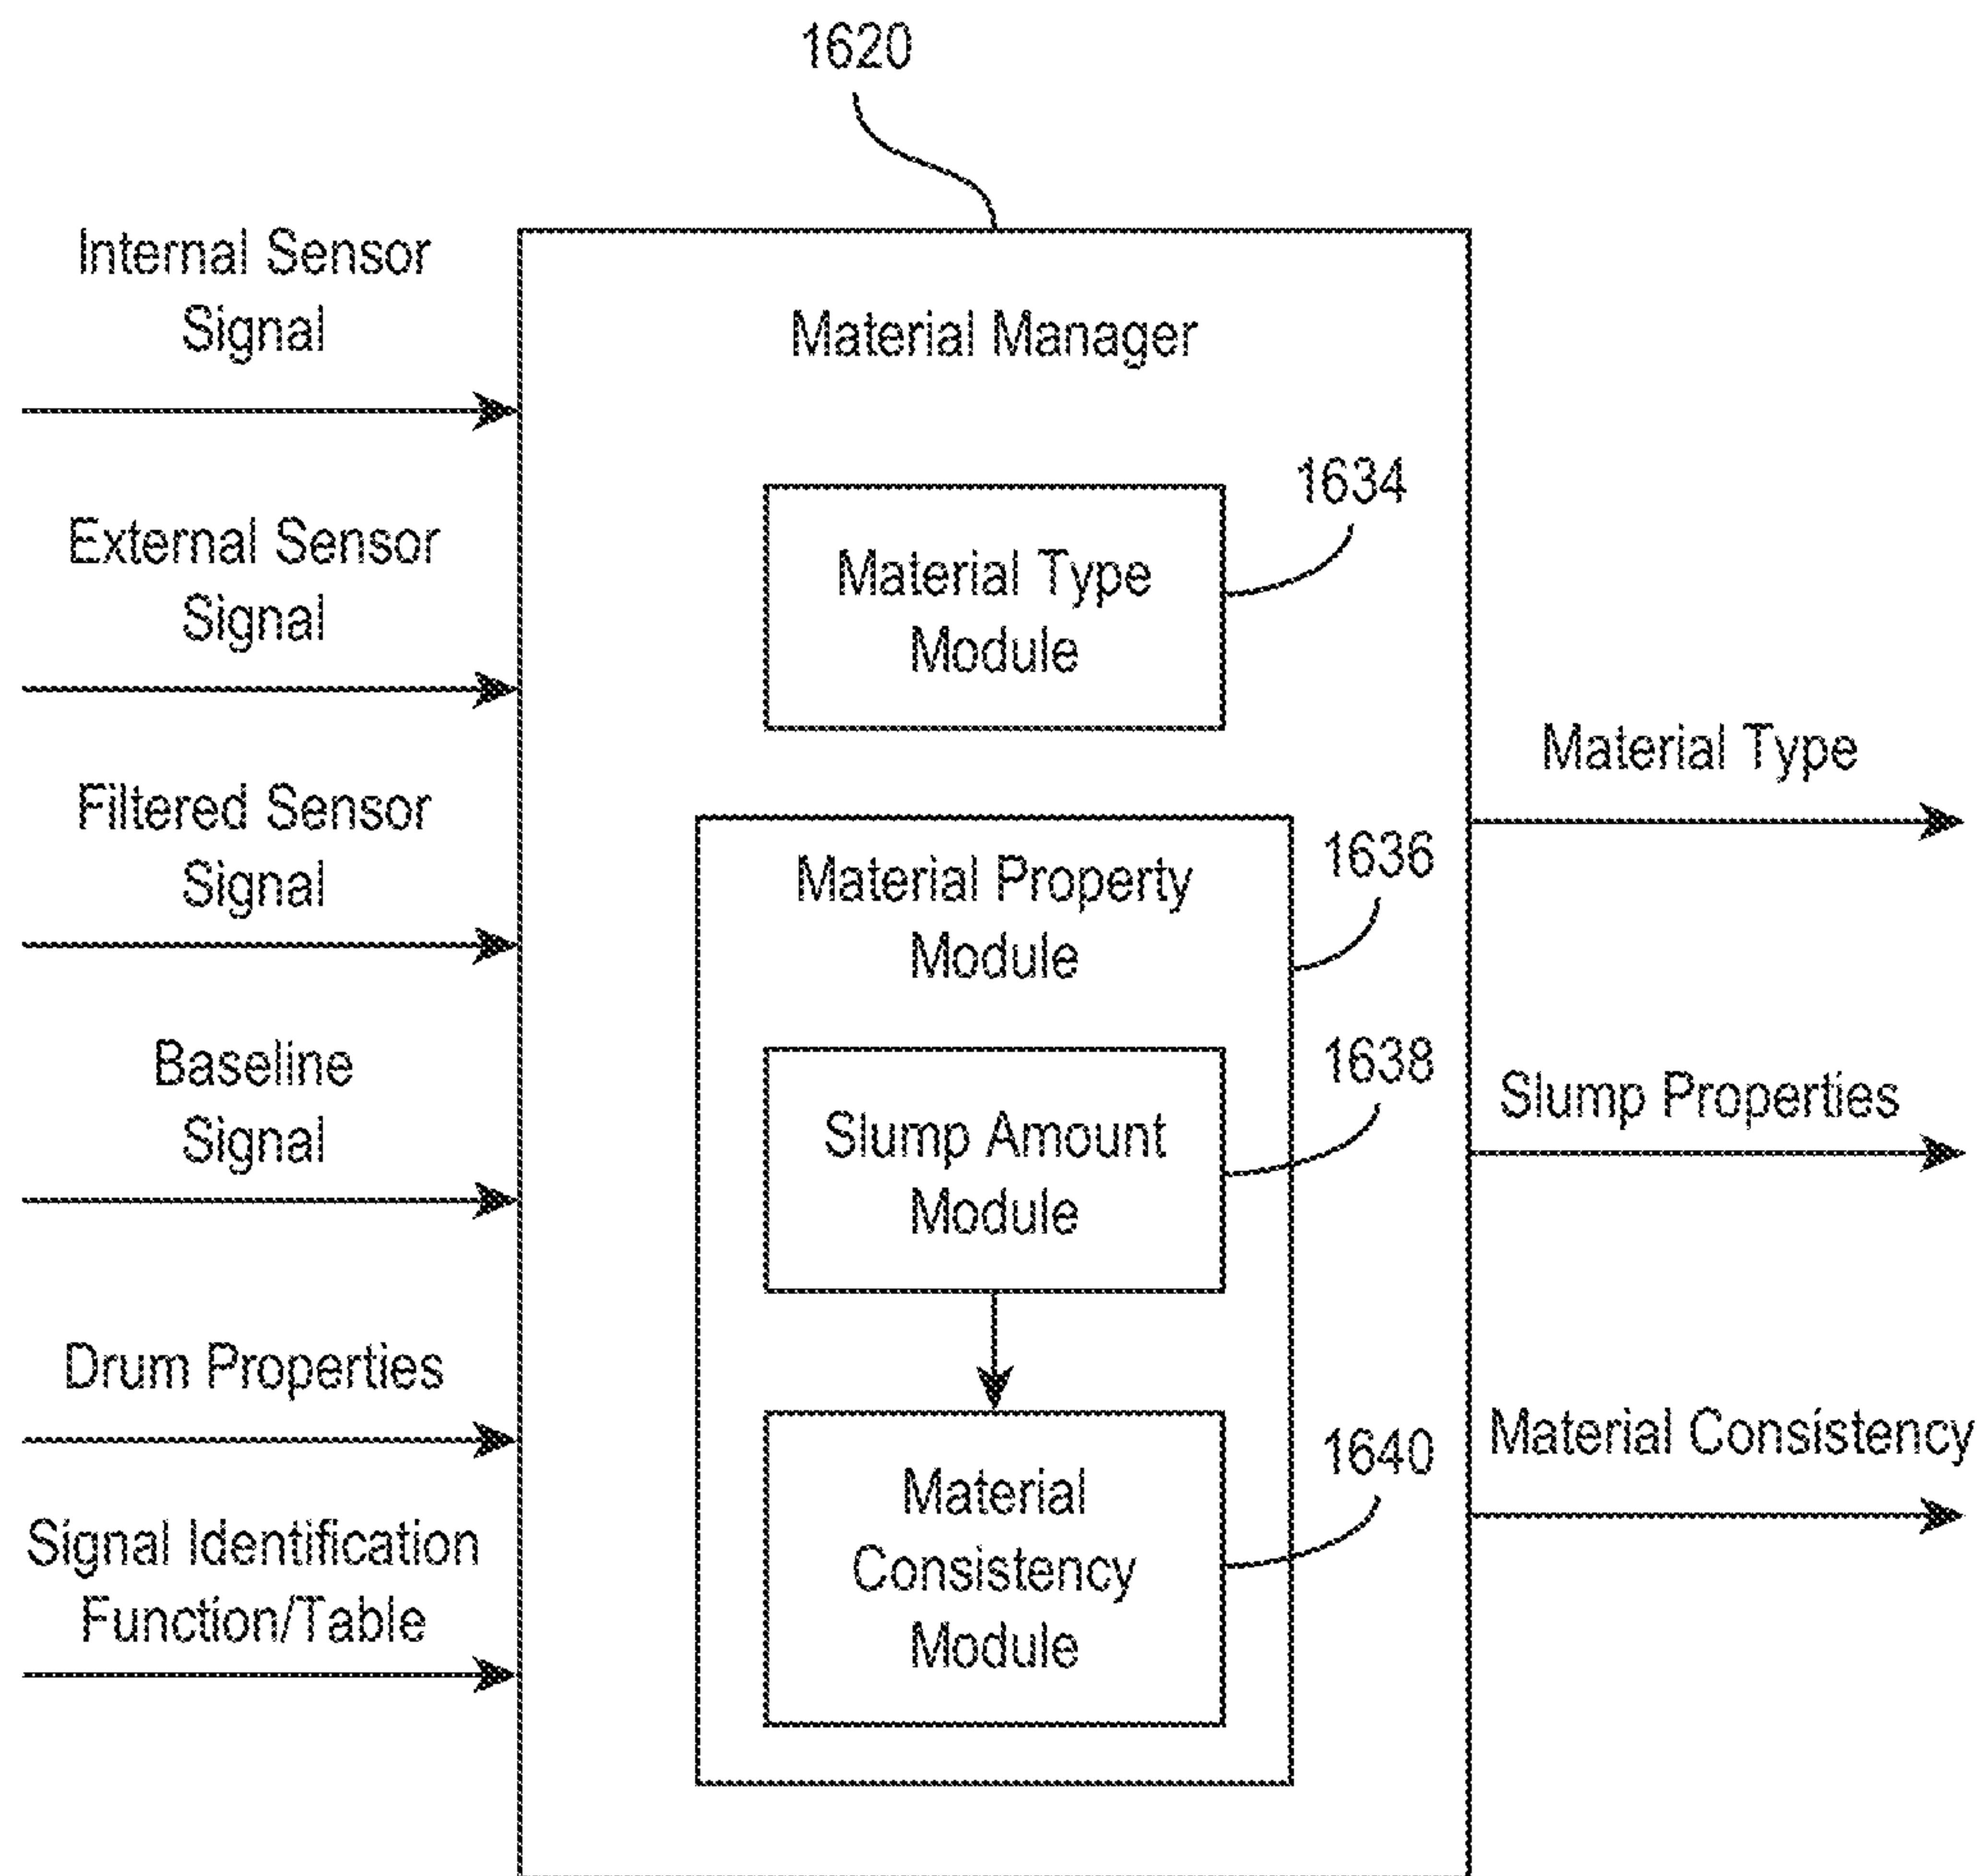 1620
Internal Sensor
Signal
External Sensor
Signal
Filtered Sensor
Signal
Baseline
Signal
Drum Properties
Signal Identification
Function/Table
Material Manager
1634
Material Type
Module
1636
Material Property
Module
1638
Slump Amount
Module
1640
Material
Consistency
Module
Material Type
Slump Properties
Material Consistency